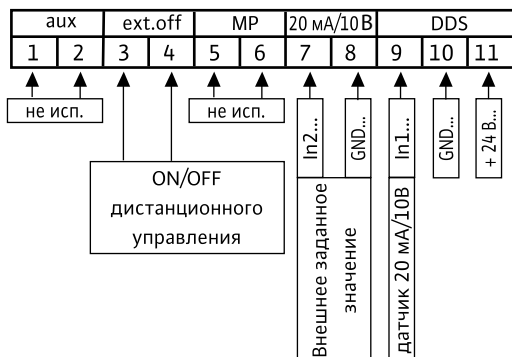 aux ext.off MP 20 мА/10 В DDS
1 2 3 4 5 6 7 8 9 10 11
не исп. не исп.
In2... GND... In1... GND... + 24 В...
ON/OFF
дистанционного
управления
Внешнее заданное
значение
датчик 20 мА/10В